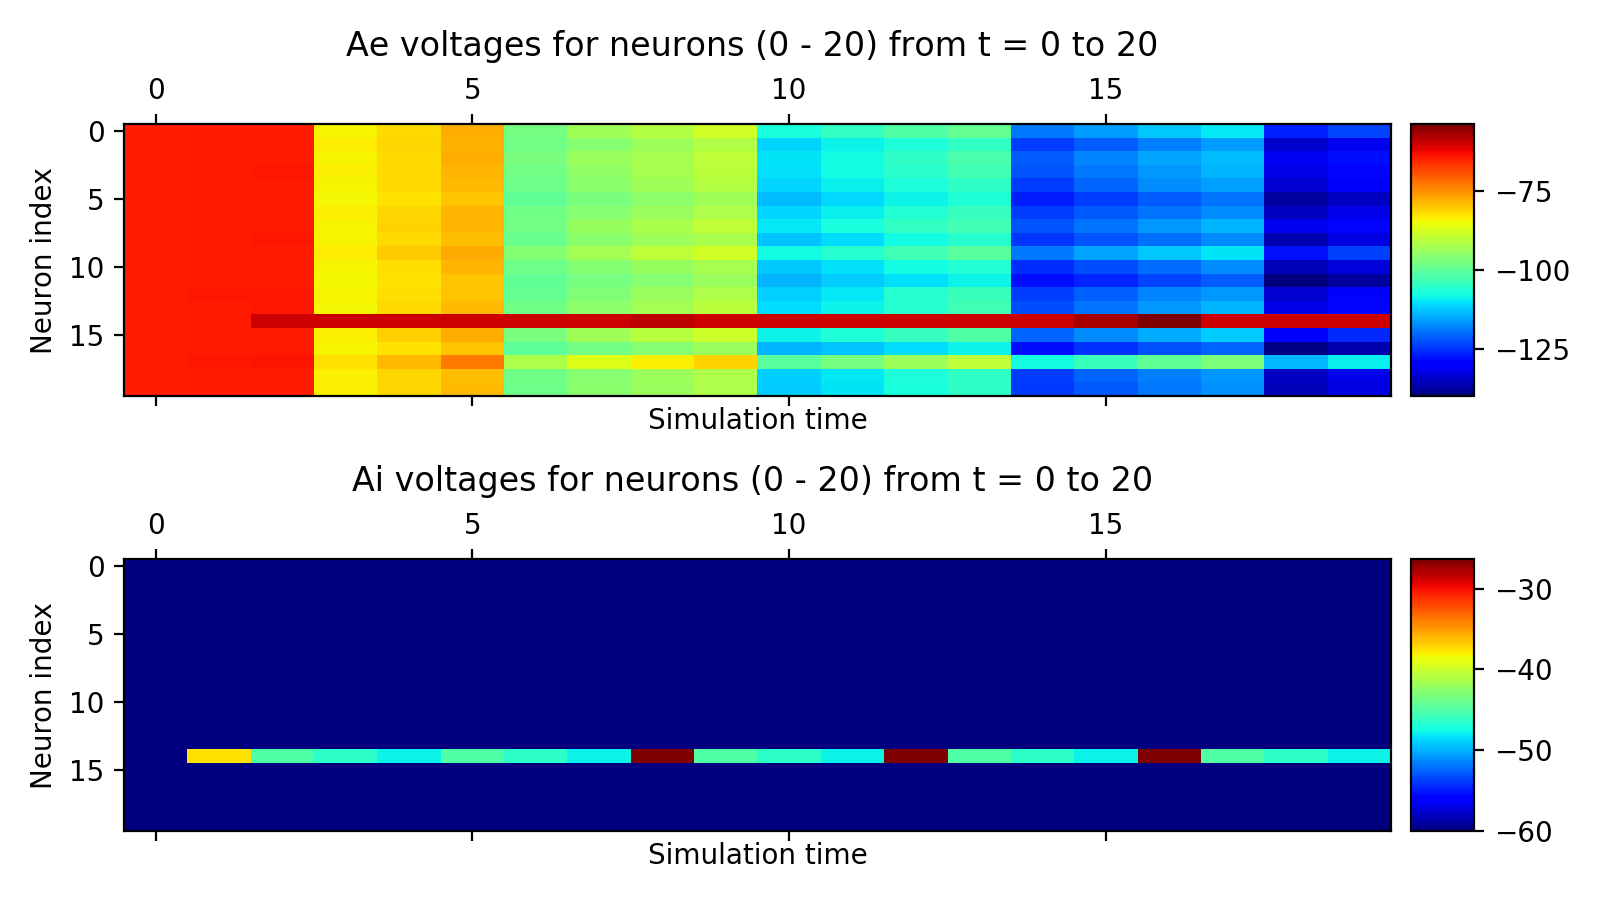 Ae voltages for neurons (0 - 20) from t = 0 to 20
0 5 10 15
Neuron index
0
5
10
15
Simulation time
−75
−100
−125
Ai voltages for neurons (0 - 20) from t = 0 to 20
0 5 10 15
Neuron index
0
5
10
15
Simulation time
−30
−40
−50
−60